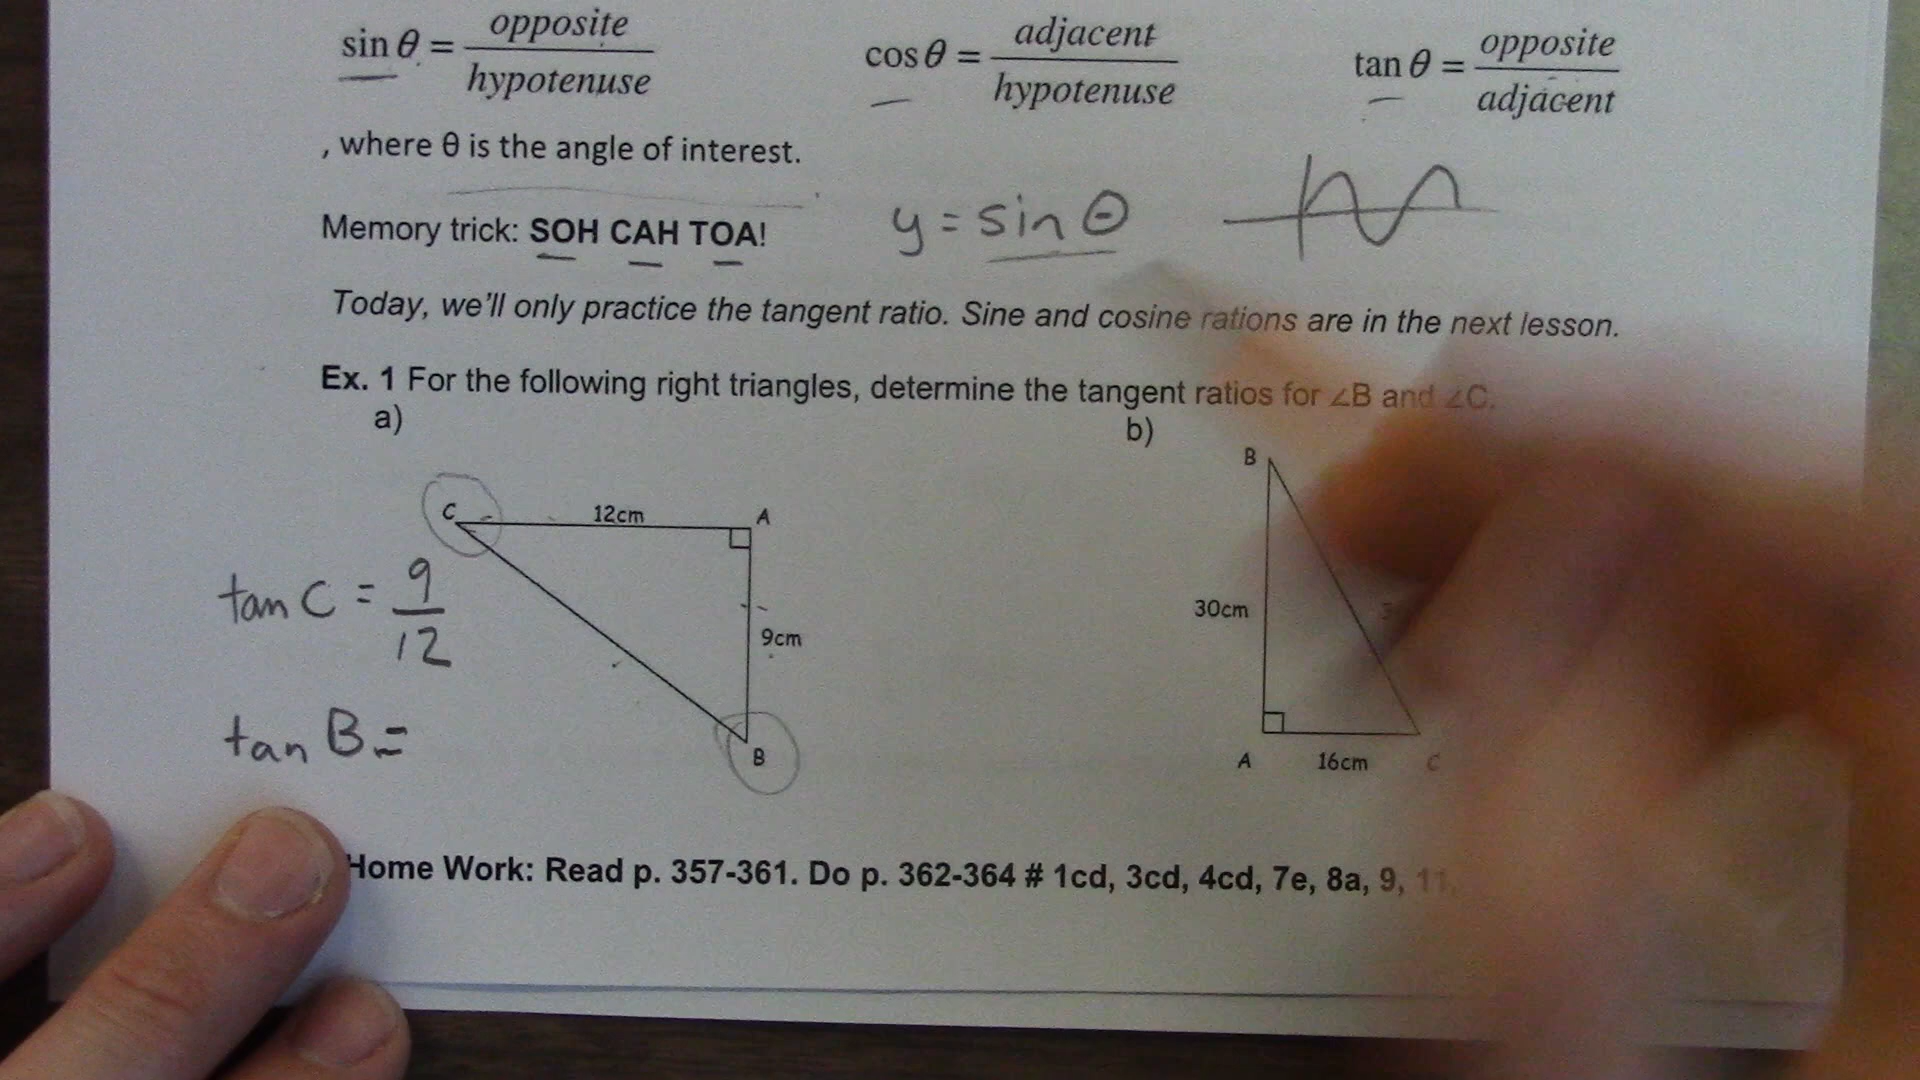 sin θ = opposite / hypotenuse cos θ = adjacent / hypotenuse tan θ = opposite / adjacent
, where θ is the angle of interest.
Memory trick: SOH CAH TOA! y = sin θ
Today, we'll only practice the tangent ratio. Sine and cosine rations are in the next lesson.
Ex. 1 For the following right triangles, determine the tangent ratios for ∠B and ∠C.
a) b)
B
C 12cm A
tan C = 9 / 12
30cm
9cm
tan B =
B
A 16cm C
Home Work: Read p. 357-361. Do p. 362-364 # 1cd, 3cd, 4cd, 7e, 8a, 9, 11,